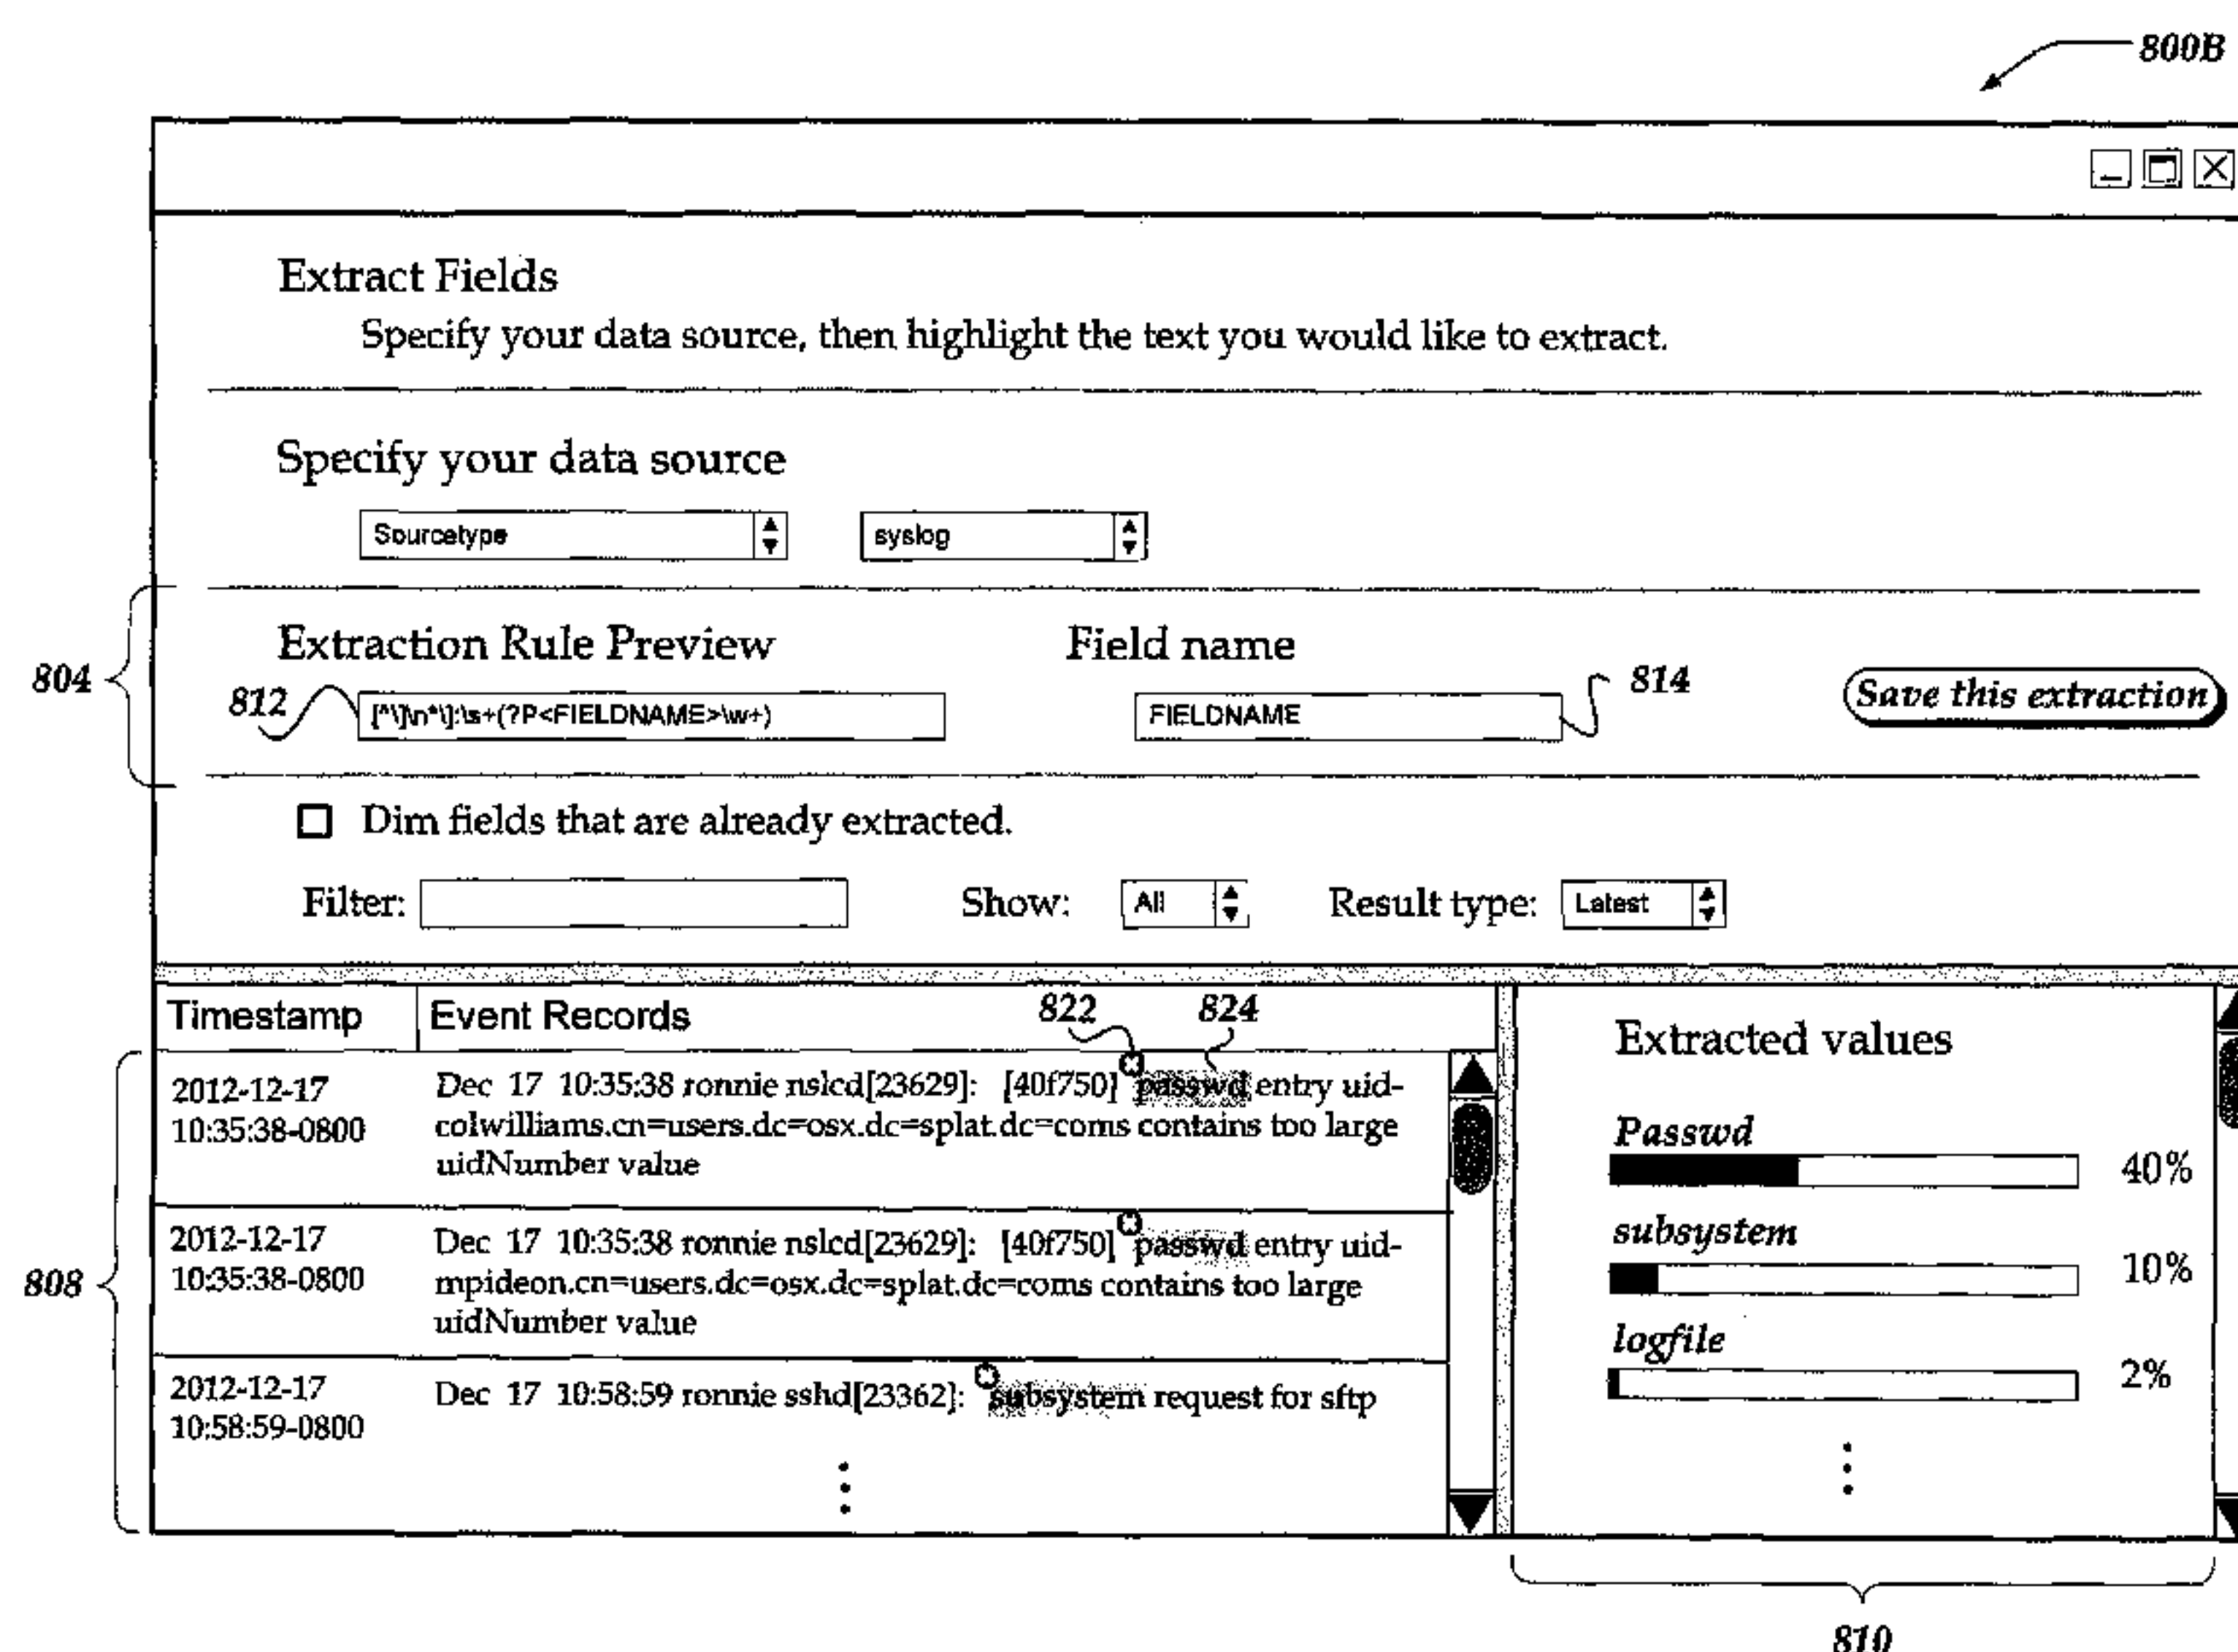 800B
Extract Fields
Specify your data source, then highlight the text you would like to extract.
Specify your data source
Sourcetype syslog
804
Extraction Rule Preview Field name
812 [^\]\n*\]:\s+(?P<FIELDNAME>\w+) FIELDNAME 814 Save this extraction
Dim fields that are already extracted.
Filter: Show: All Result type: Latest
Timestamp Event Records 822 824
808
2012-12-17
10:35:38-0800
Dec 17 10:35:38 ronnie nslcd[23629]: [40f750] passwd entry uid-
colwilliams.cn=users.dc=osx.dc=splat.dc=coms contains too large
uidNumber value
2012-12-17
10:35:38-0800
Dec 17 10:35:38 ronnie nslcd[23629]: [40f750] passwd entry uid-
mpideon.cn=users.dc=osx.dc=splat.dc=coms contains too large
uidNumber value
2012-12-17
10:58:59-0800
Dec 17 10:58:59 ronnie sshd[23362]: subsystem request for sftp
Extracted values
Passwd
40%
subsystem
10%
logfile
2%
810